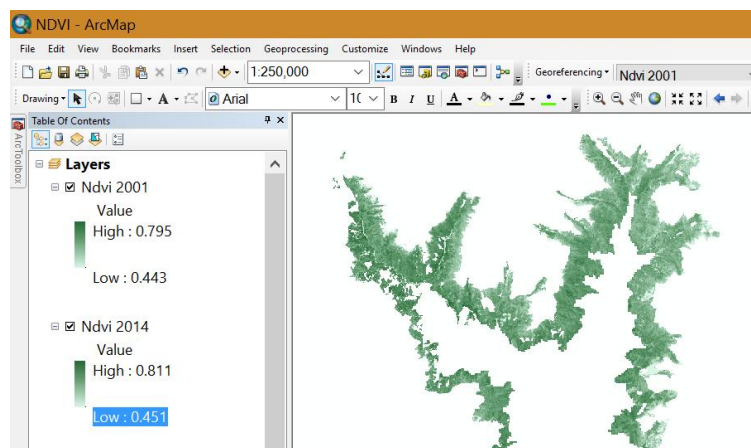 NDVI - ArcMap
File Edit View Bookmarks Insert Selection Geoprocessing Customize Windows Help
1:250,000 Georeferencing Ndvi 2001
Drawing A Arial 10 B I U A
Table Of Contents
ArcToolbox
Layers
Ndvi 2001
Value
High : 0.795
Low : 0.443
Ndvi 2014
Value
High : 0.811
Low : 0.451